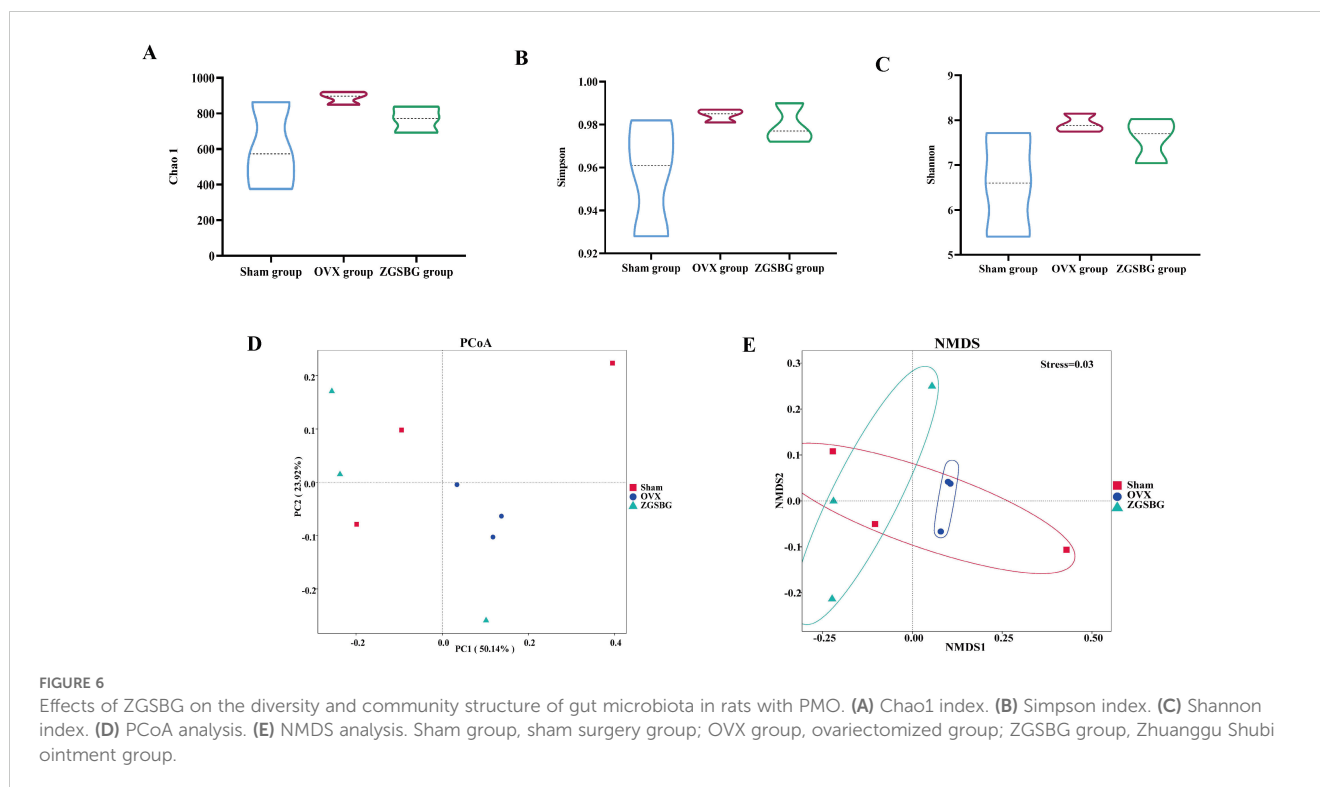 A
1000
800
600
400
200
0
Chao 1
Sham group OVX group ZGSBG group
B
1.00
0.98
0.96
0.94
0.92
Simpson
Sham group OVX group ZGSBG group
C
9
8
7
6
5
Shannon
Sham group OVX group ZGSBG group
D
PCoA
0.2
0.1
0.0
-0.1
-0.2
PC2 ( 23.92%)
-0.2 0.0 0.2 0.4
PC1 ( 50.14% )
Sham
OVX
ZGSBG
E
NMDS
Stress=0.03
0.3
0.2
0.1
0.0
-0.1
-0.2
NMDS2
-0.25 0.00 0.25 0.50
NMDS1
Sham
OVX
ZGSBG
FIGURE 6
Effects of ZGSBG on the diversity and community structure of gut microbiota in rats with PMO. (A) Chao1 index. (B) Simpson index. (C) Shannon
index. (D) PCoA analysis. (E) NMDS analysis. Sham group, sham surgery group; OVX group, ovariectomized group; ZGSBG group, Zhuanggu Shubi
ointment group.